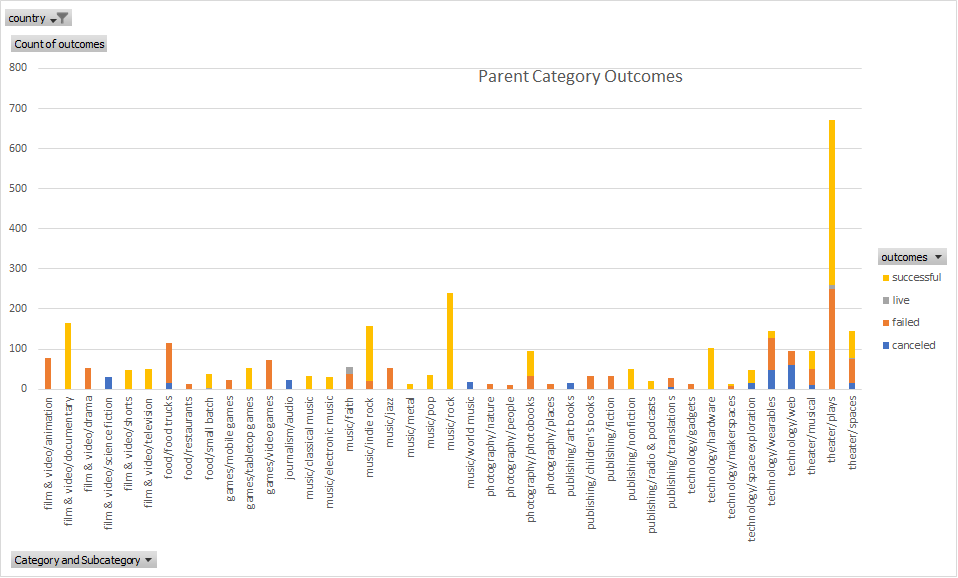 country
Count of outcomes
Parent Category Outcomes
800
700
600
500
400
300
200
100
0
film & video/animation
film & video/documentary
film & video/drama
film & video/science fiction
film & video/shorts
film & video/television
food/food trucks
food/restaurants
food/small batch
games/mobile games
games/tabletop games
games/video games
journalism/audio
music/classical music
music/electronic music
music/faith
music/indie rock
music/jazz
music/metal
music/pop
music/rock
music/world music
photography/nature
photography/people
photography/photobooks
photography/places
publishing/art books
publishing/children's books
publishing/fiction
publishing/nonfiction
publishing/radio & podcasts
publishing/translations
technology/gadgets
technology/hardware
technology/makerspaces
technology/space exploration
technology/wearables
technology/web
theater/musical
theater/plays
theater/spaces
outcomes
successful
live
failed
canceled
Category and Subcategory